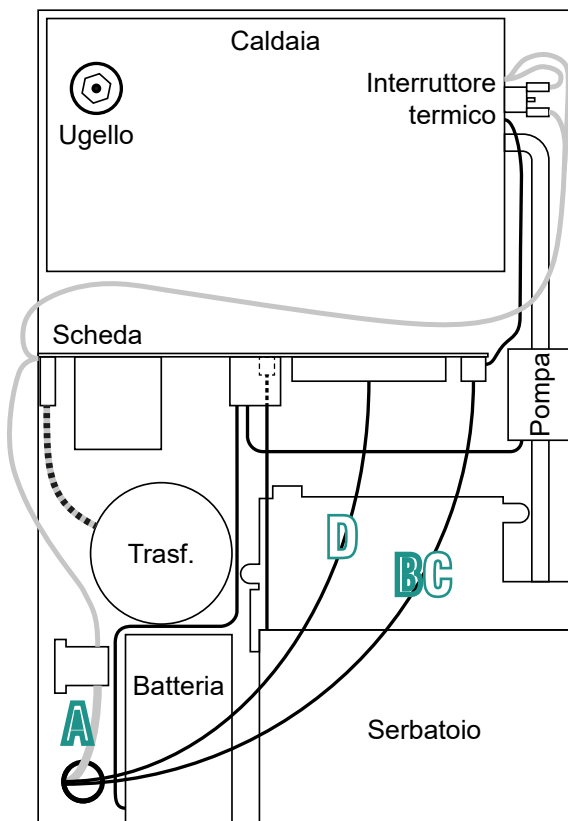 Caldaia
Interruttore
termico
Ugello
Scheda
Pompa
D
Trasf.
BC
Batteria
A
Serbatoio